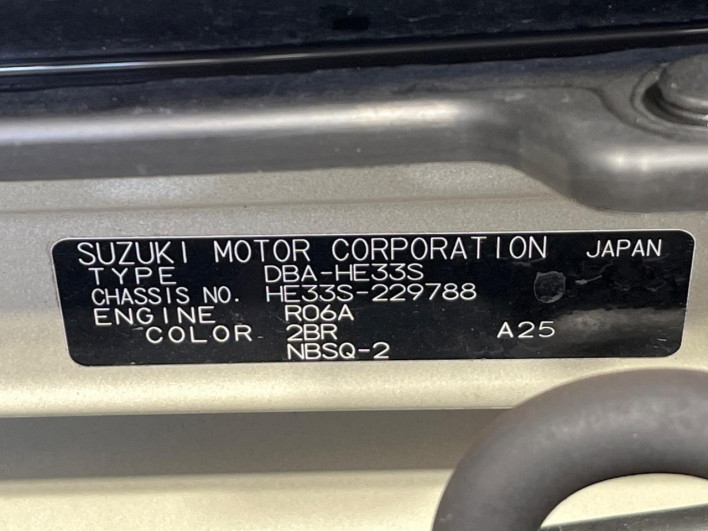 SUZUKI MOTOR CORPORATION JAPAN
TYPE DBA-HE33S
CHASSIS NO. HE33S-229788
ENGINE R06A
COLOR 2BR A25
NBSQ-2